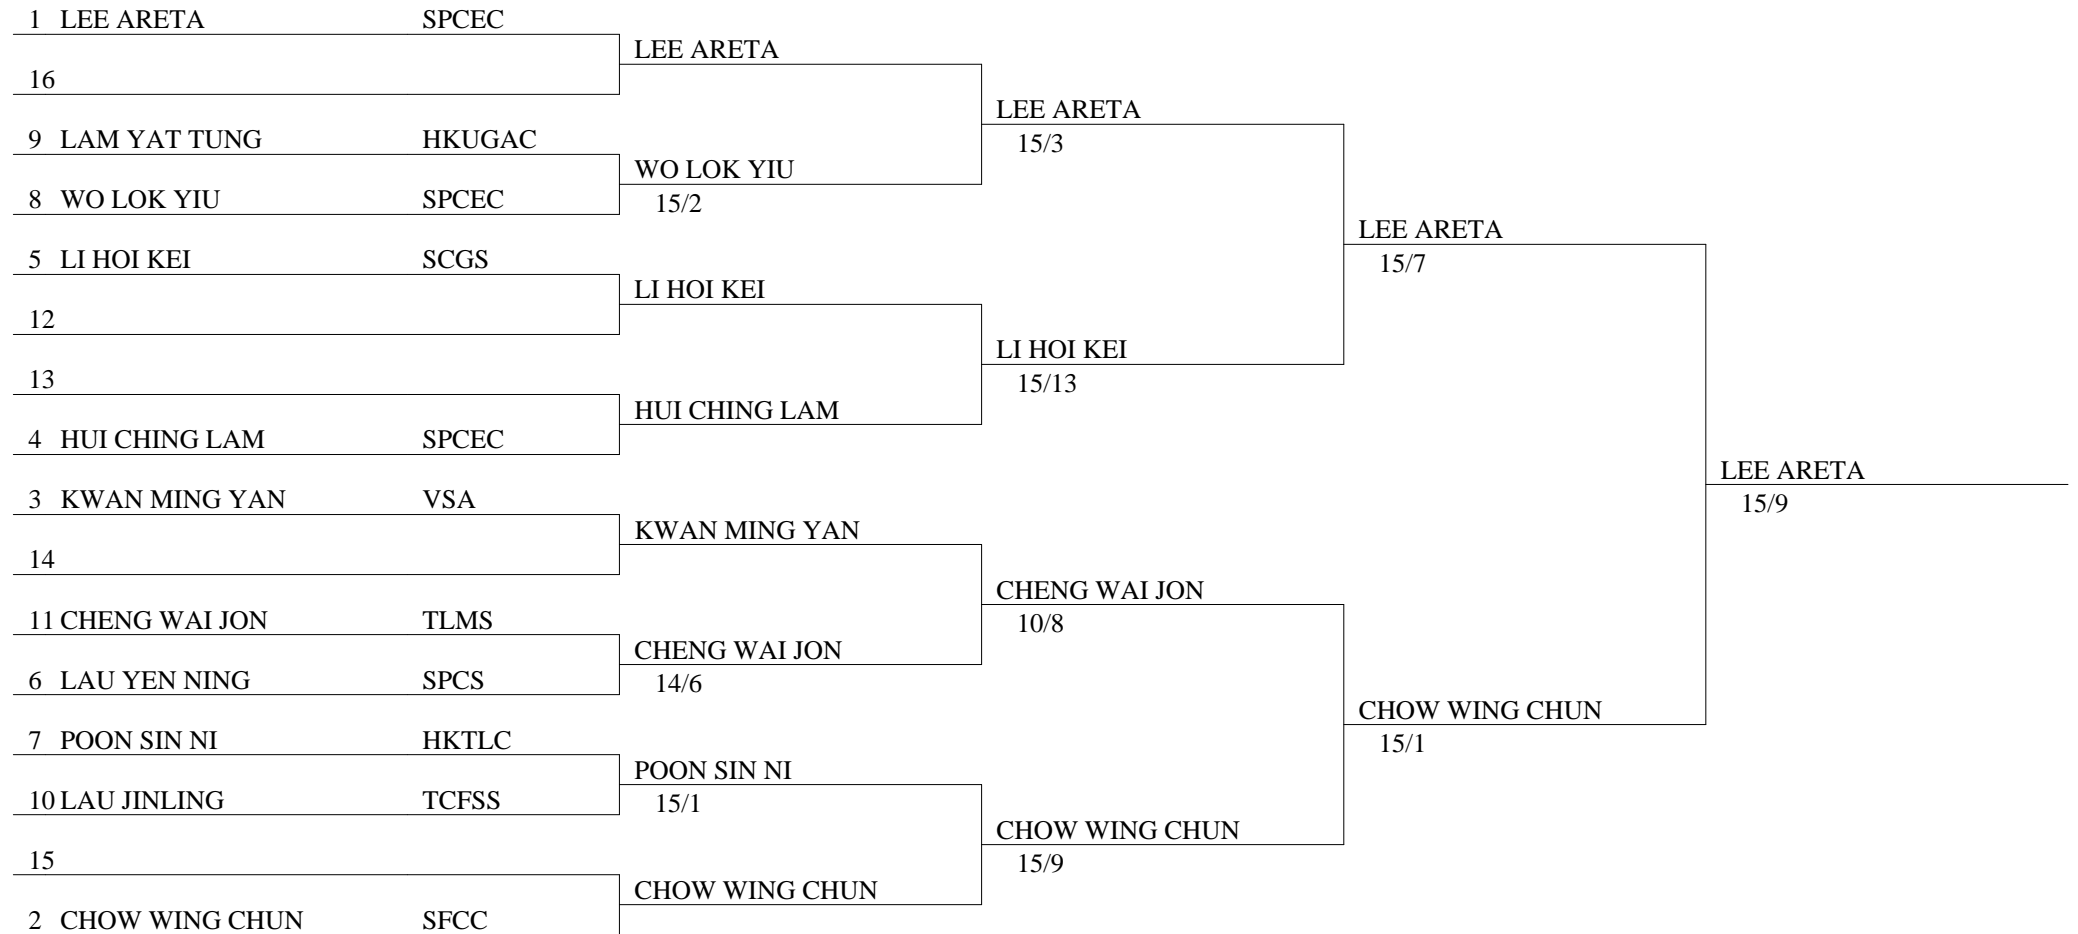 1 LEE ARETA SPCEC
LEE ARETA
16
LEE ARETA
15/3
9 LAM YAT TUNG HKUGAC
WO LOK YIU
15/2
8 WO LOK YIU SPCEC
LEE ARETA
15/7
5 LI HOI KEI SCGS
LI HOI KEI
12
LI HOI KEI
15/13
13
HUI CHING LAM
4 HUI CHING LAM SPCEC
LEE ARETA
15/9
3 KWAN MING YAN VSA
KWAN MING YAN
14
CHENG WAI JON
10/8
11 CHENG WAI JON TLMS
CHENG WAI JON
14/6
6 LAU YEN NING SPCS
CHOW WING CHUN
15/1
7 POON SIN NI HKTLC
POON SIN NI
15/1
10 LAU JINLING TCFSS
CHOW WING CHUN
15/9
15
CHOW WING CHUN
2 CHOW WING CHUN SFCC